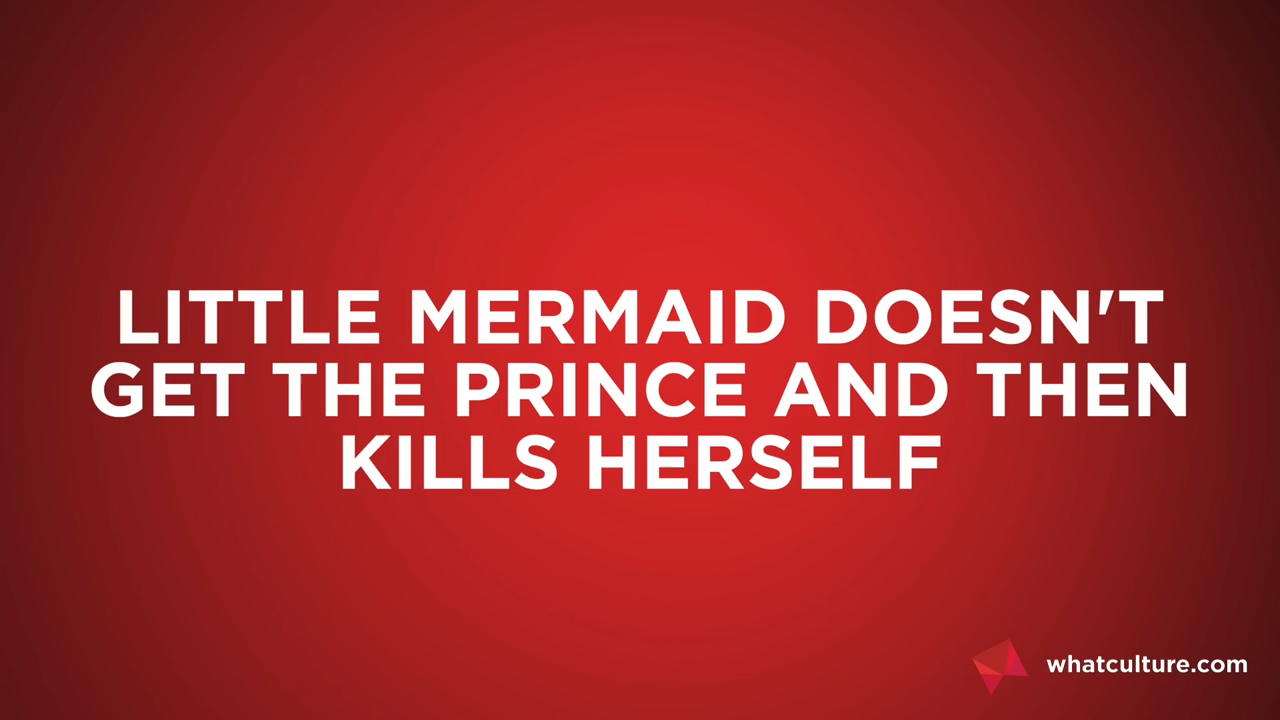 LITTLE MERMAID DOESN'T
GET THE PRINCE AND THEN
KILLS HERSELF
whatculture.com